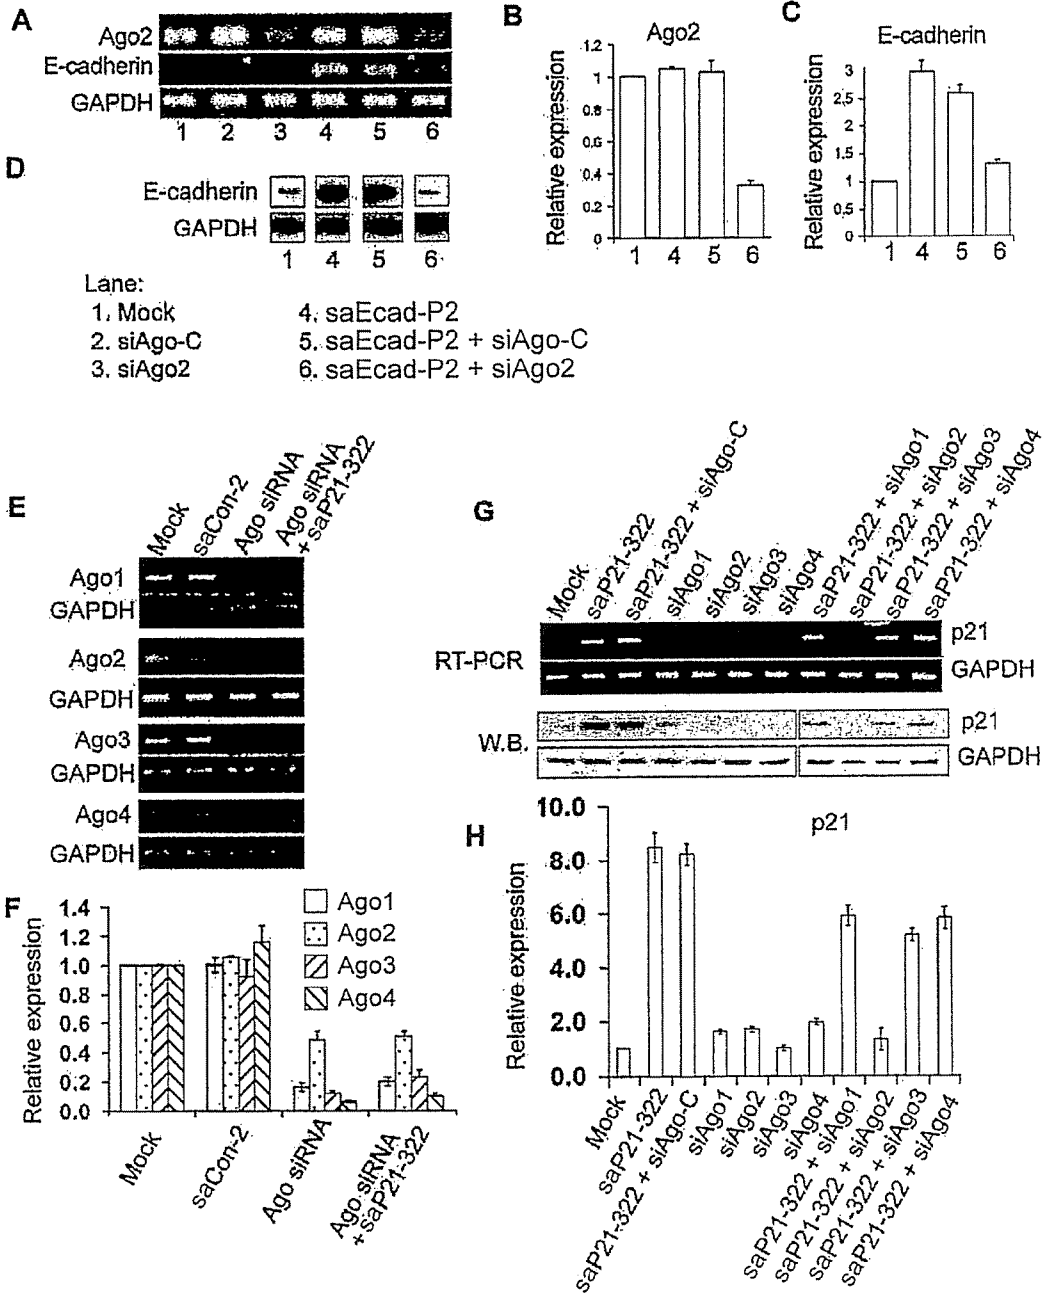 A
Ago2
E-cadherin
GAPDH
1 2 3 4 5 6
B
Ago2
Relative expression
1.2
1
0.8
0.6
0.4
0.2
0
1 4 5 6
C
E-cadherin
Relative expression
3
2.5
2
1.5
1
0.5
0
1 4 5 6
D
E-cadherin
GAPDH
1 4 5 6
Lane:
1. Mock
2. siAgo-C
3. siAgo2
4. saEcad-P2
5. saEcad-P2 + siAgo-C
6. saEcad-P2 + siAgo2
E
Mock
saCon-2
Ago siRNA
Ago siRNA
+ saP21-322
Ago1
GAPDH
Ago2
GAPDH
Ago3
GAPDH
Ago4
GAPDH
F
Relative expression
1.4
1.2
1.0
0.8
0.6
0.4
0.2
0.0
Ago1
Ago2
Ago3
Ago4
Mock
saCon-2
Ago siRNA
Ago siRNA
+saP21-322
G
Mock
saP21-322
saP21-322 + siAgo-C
siAgo1
siAgo2
siAgo3
siAgo4
saP21-322 + siAgo1
saP21-322 + siAgo2
saP21-322 + siAgo3
saP21-322 + siAgo4
RT-PCR
p21
GAPDH
W.B.
p21
GAPDH
H
p21
Relative expression
10.0
8.0
6.0
4.0
2.0
0.0
Mock
saP21-322
saP21-322 + siAgo-C
siAgo1
siAgo2
siAgo3
siAgo4
saP21-322 + siAgo1
saP21-322 + siAgo2
saP21-322 + siAgo3
saP21-322 + siAgo4